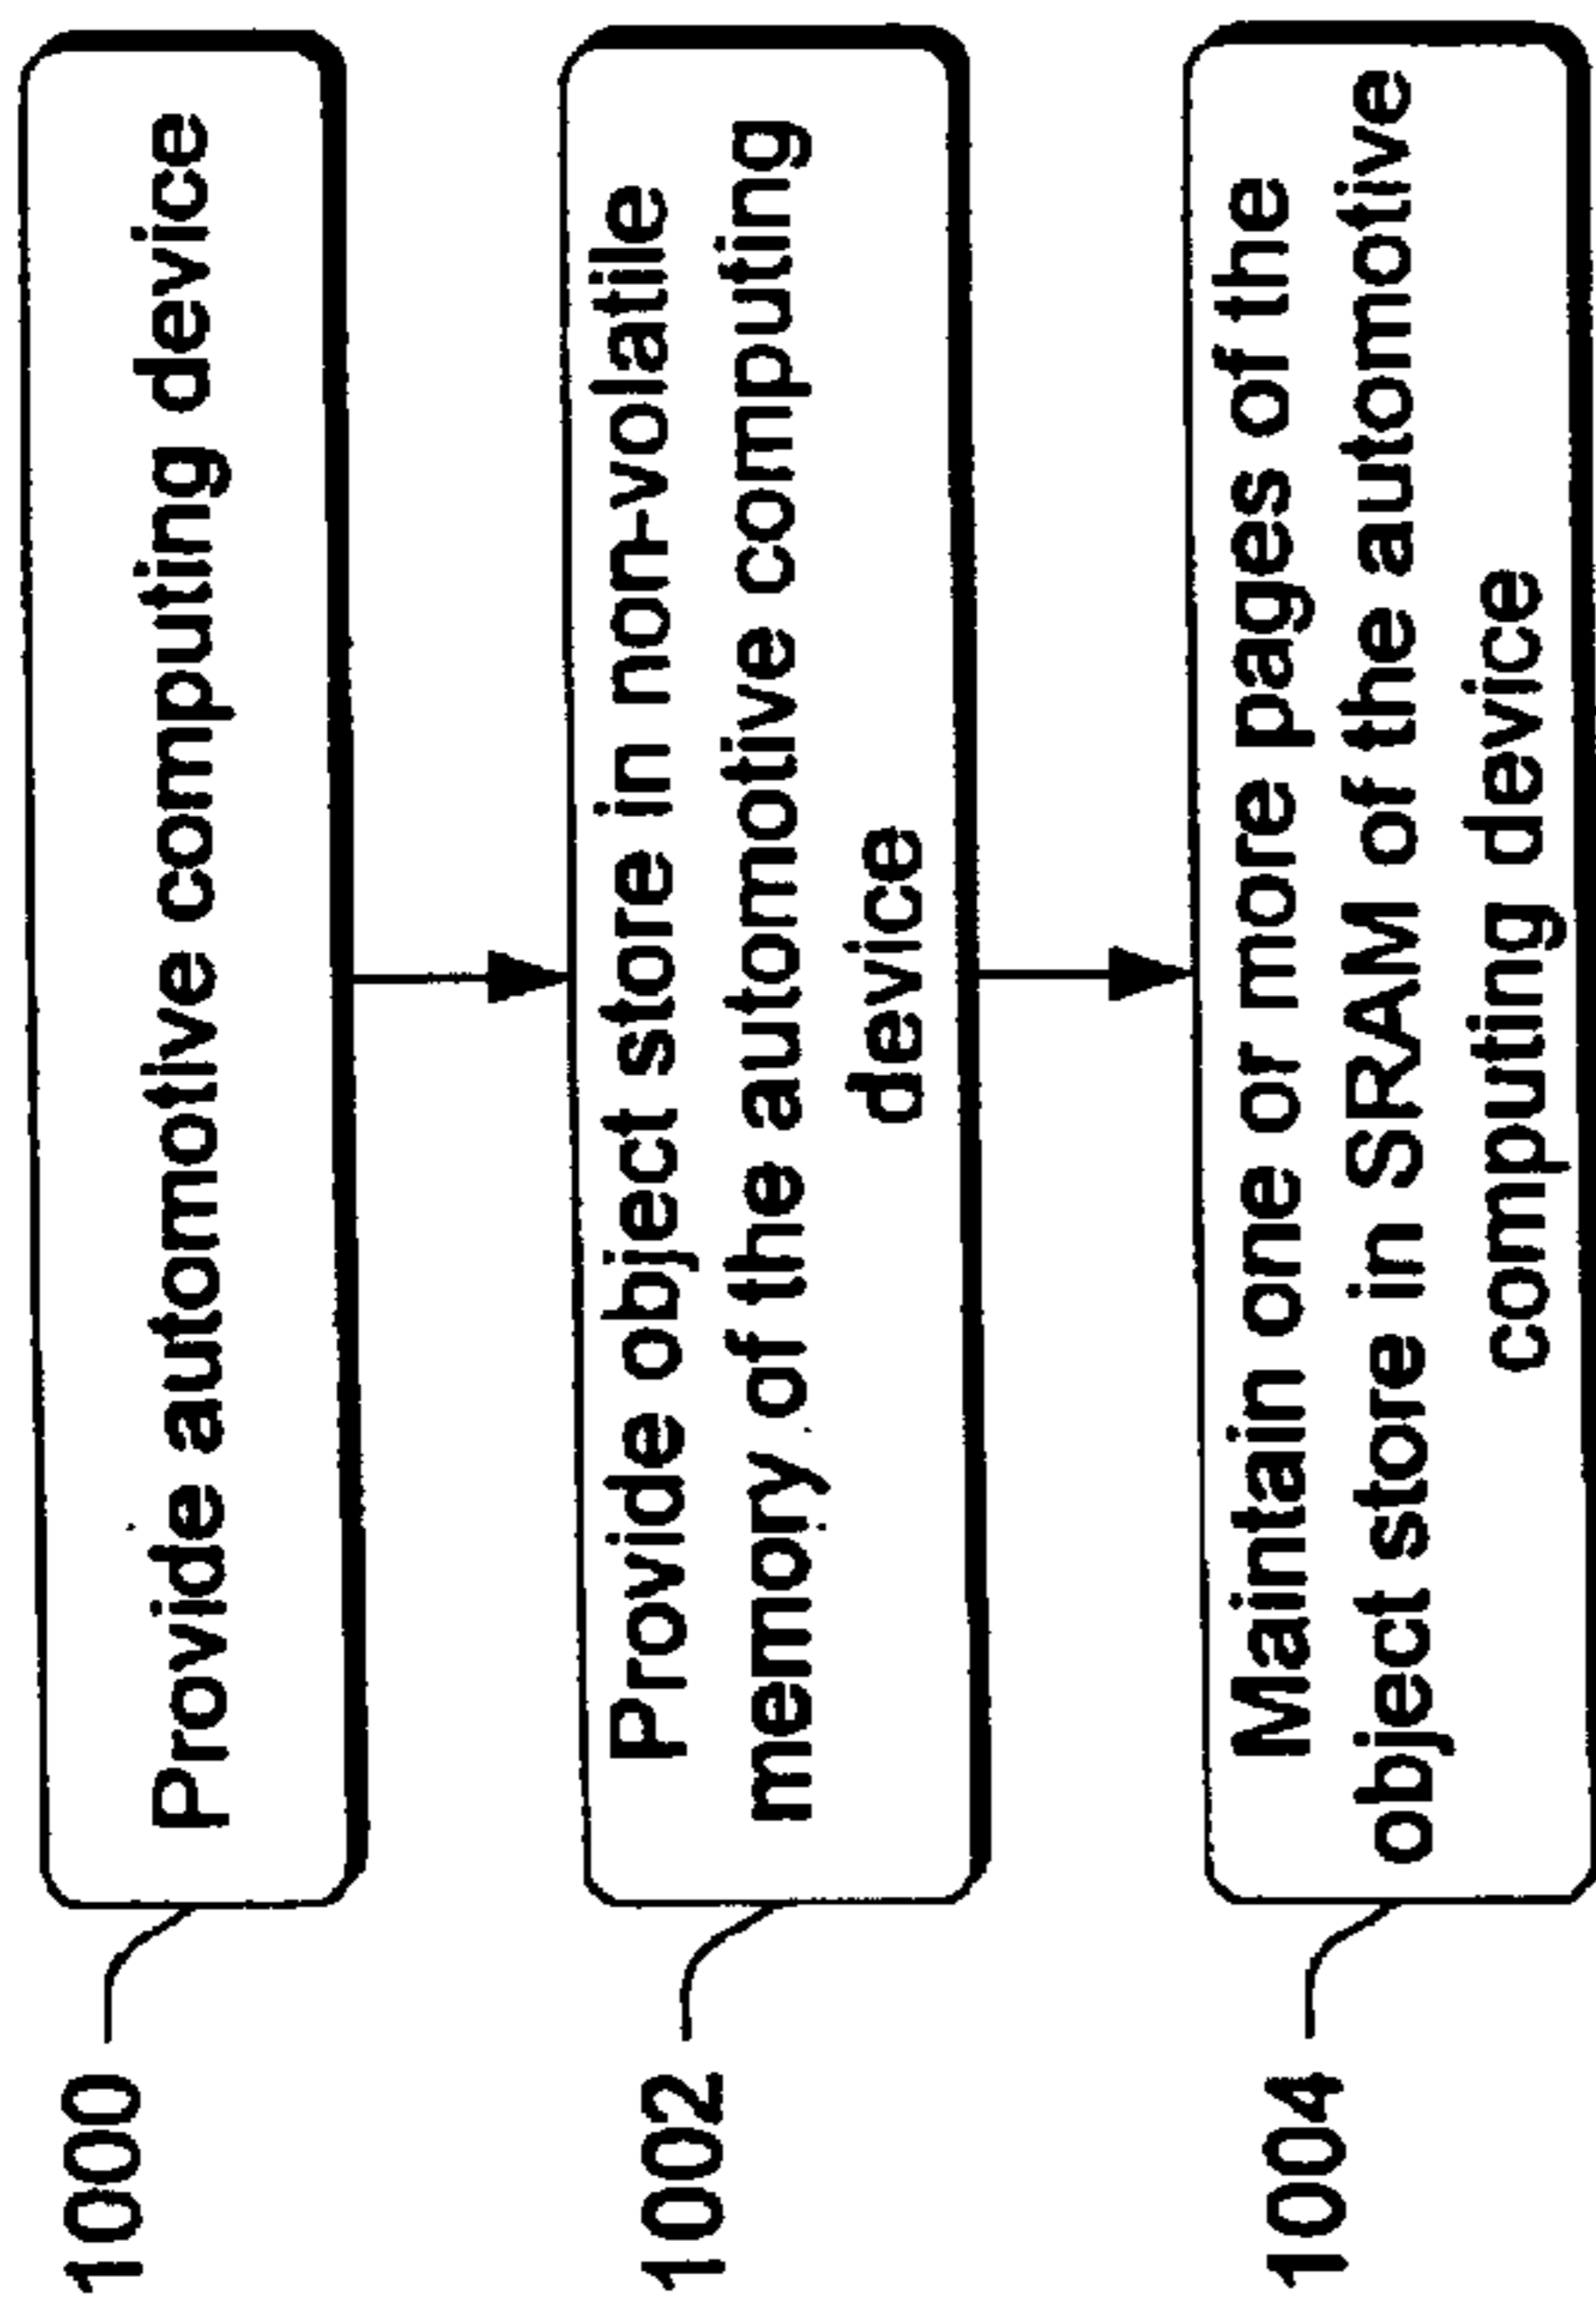 1000
Provide automotive computing device
1002
Provide object store in non-volatile
memory of the automotive computing
device
1004
Maintain one or more pages of the
object store in SRAM of the automotive
computing device